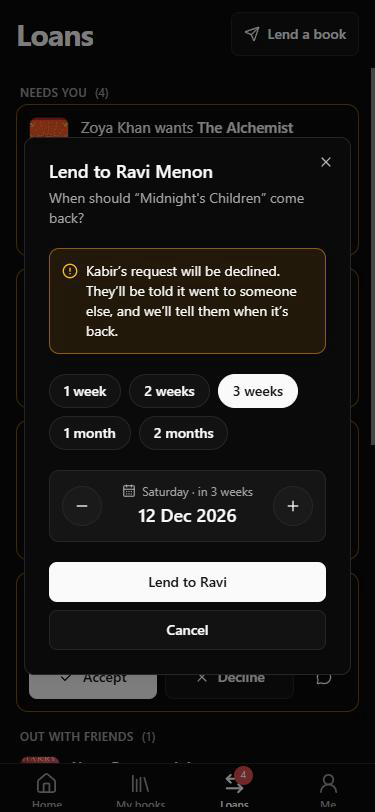 Loans
Lend a book
NEEDS YOU (4)
Zoya Khan wants The Alchemist
Lend to Ravi Menon
When should “Midnight's Children” come
back?
Kabir’s request will be declined.
They’ll be told it went to someone
else, and we’ll tell them when it’s
back.
1 week
2 weeks
3 weeks
1 month
2 months
Saturday · in 3 weeks
12 Dec 2026
Lend to Ravi
Cancel
Accept
Decline
OUT WITH FRIENDS (1)
4
Home
My books
Loans
Me